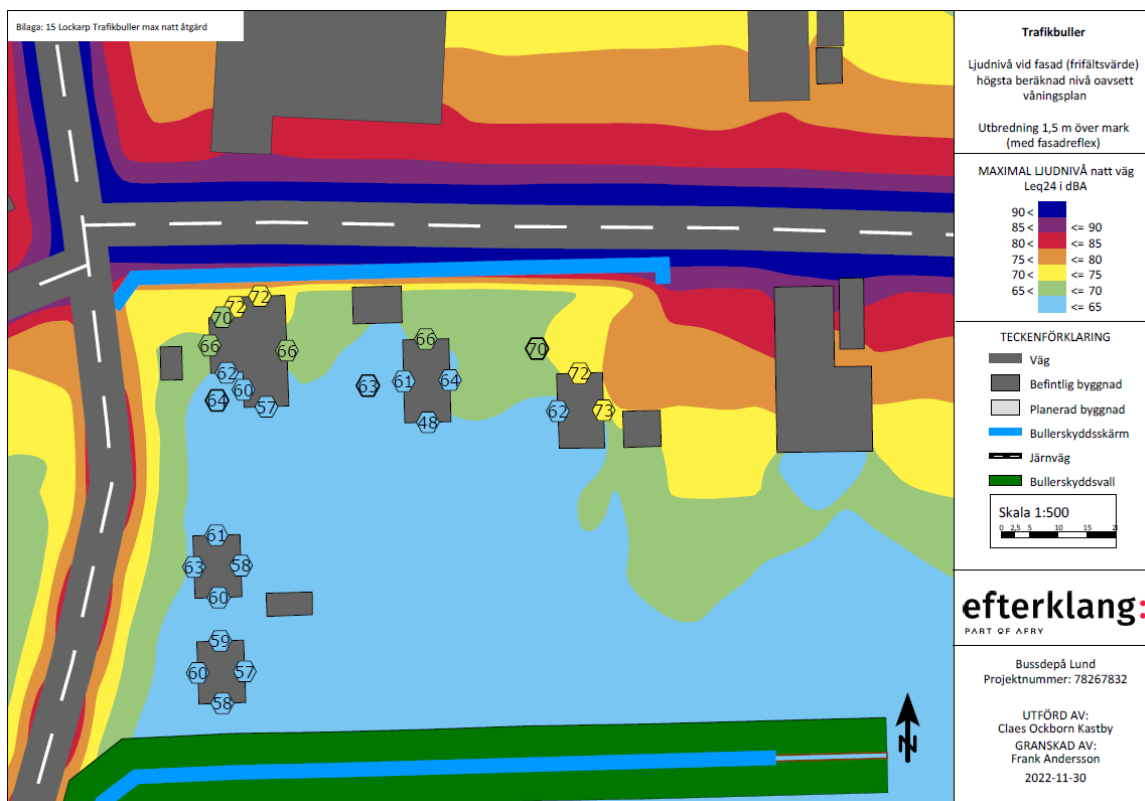 Bilaga: 15 Lockarp Trafikbuller max natt åtgärd
72
72
70
66
66
62
60
64
57
63
66
61
64
48
70
72
62
73
61
63
58
60
59
60
57
58
N
Trafikbuller
Ljudnivå vid fasad (frifältsvärde)
högsta beräknad nivå oavsett
våningsplan
Utbredning 1,5 m över mark
(med fasadreflex)
MAXIMAL LJUDNIVÅ natt väg
Leq24 i dBA
90 <
85 < <= 90
80 < <= 85
75 < <= 80
70 < <= 75
65 < <= 70
<= 65
TECKENFÖRKLARING
Väg
Befintlig byggnad
Planerad byggnad
Bullerskyddsskärm
Järnväg
Bullerskyddsvall
Skala 1:500
0 2,5 5 10 15 20
efterklang:
PART OF AFRY
Bussdepå Lund
Projektnummer: 78267832
UTFÖRD AV:
Claes Ockborn Kastby
GRANSKAD AV:
Frank Andersson
2022-11-30